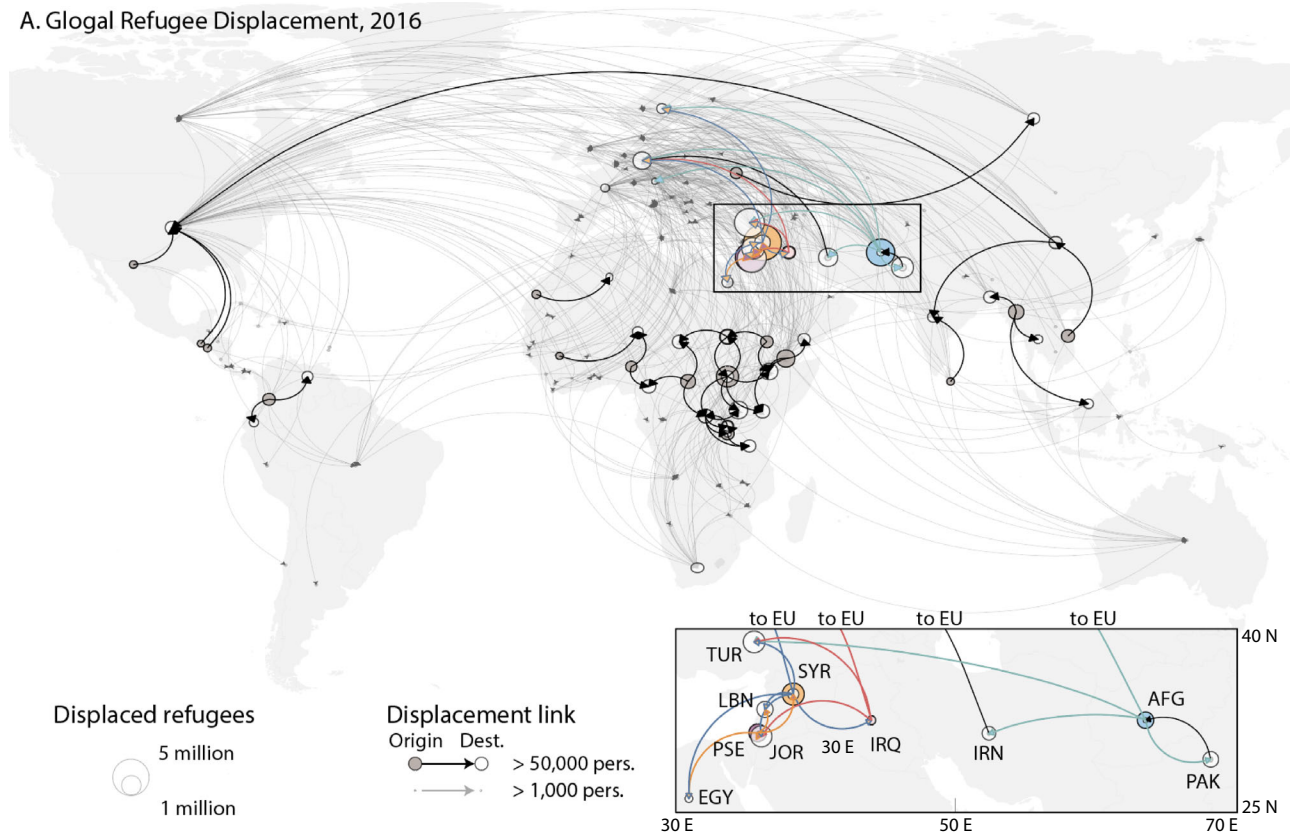 A. Glogal Refugee Displacement, 2016
to EU
to EU
to EU
to EU
40 N
TUR
SYR
LBN
AFG
PSE
JOR
30 E
IRQ
IRN
PAK
EGY
25 N
30 E
50 E
70 E
Displaced refugees
5 million
1 million
Displacement link
Origin Dest.
> 50,000 pers.
> 1,000 pers.